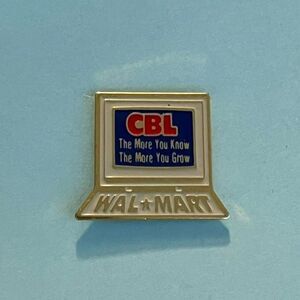 CBL
The More You Know
The More You Grow
WAL★MART